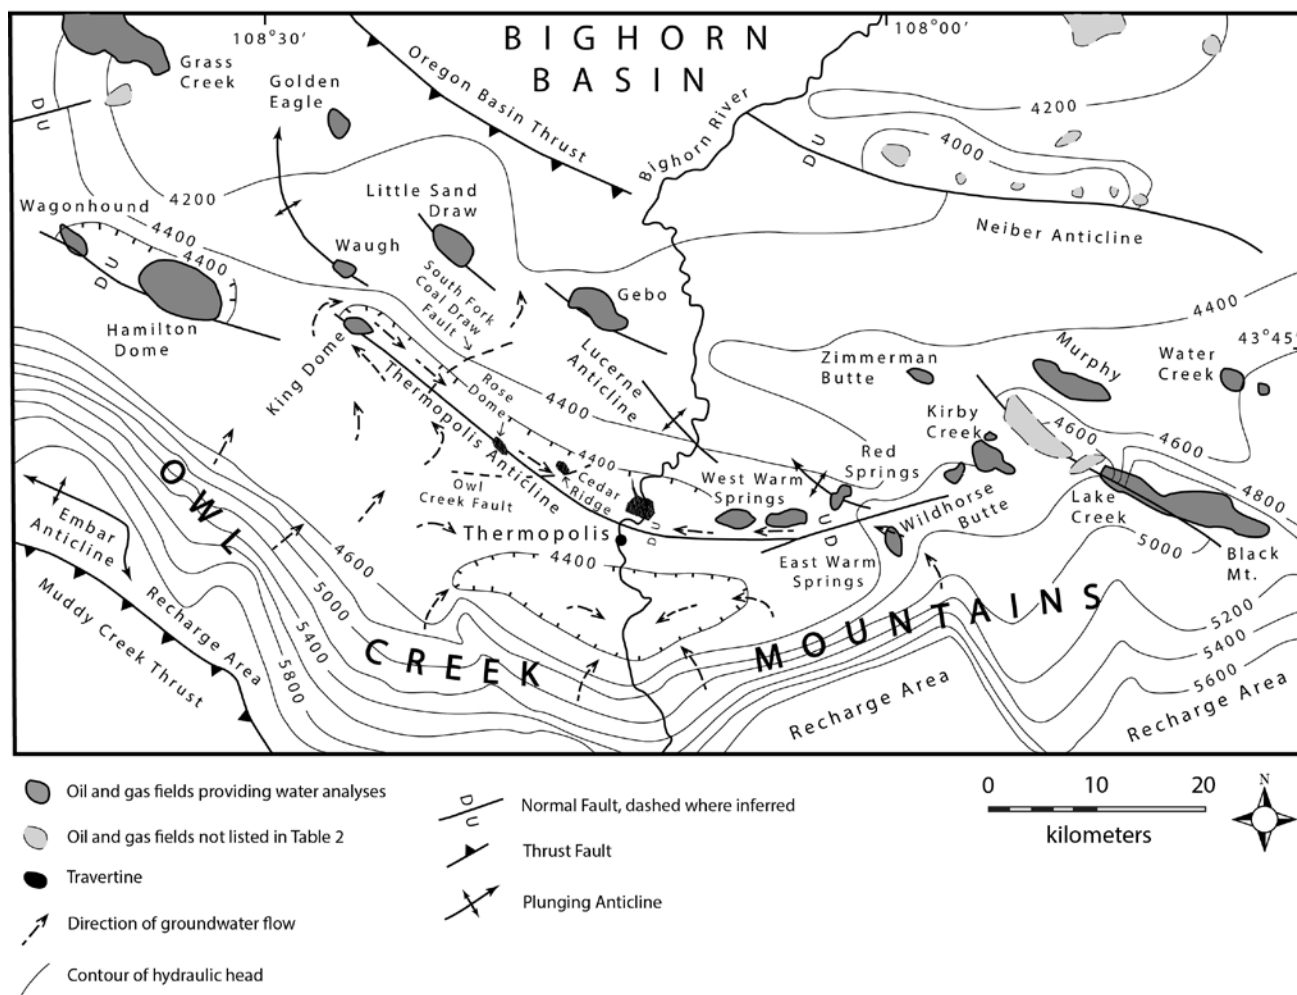 BIGHORN
BASIN
108°30'
108°00'
Grass
Creek
Golden
Eagle
Oregon Basin Thrust
Bighorn River
4200
4000
D U
D U
Little Sand
Draw
4200
Wagonhound
4400
4400
Waugh
Neiber Anticline
D U
South Fork
Coal Draw
Fault
Gebo
4400
Hamilton
Dome
King Dome
Lucerne
Anticline
Zimmerman
Butte
Murphy
Water
Creek
43°45'
Rose
Dome
4400
Kirby
Creek
4600
4600
Thermopolis Anticline
4400
Cedar
Ridge
West Warm
Springs
Red
Springs
4800
Owl
Creek Fault
Wildhorse
Butte
Lake
Creek
Thermopolis
D U
U D
5000
Black
Mt.
Embar
Anticline
4400
East Warm
Springs
4600
5000
5400
5800
Recharge Area
Muddy Creek Thrust
OWL
CREEK
MOUNTAINS
5200
5400
5600
Recharge Area
Recharge Area
Oil and gas fields providing water analyses
Oil and gas fields not listed in Table 2
Travertine
Direction of groundwater flow
Contour of hydraulic head
D U
Normal Fault, dashed where inferred
Thrust Fault
Plunging Anticline
0 10 20
kilometers
N